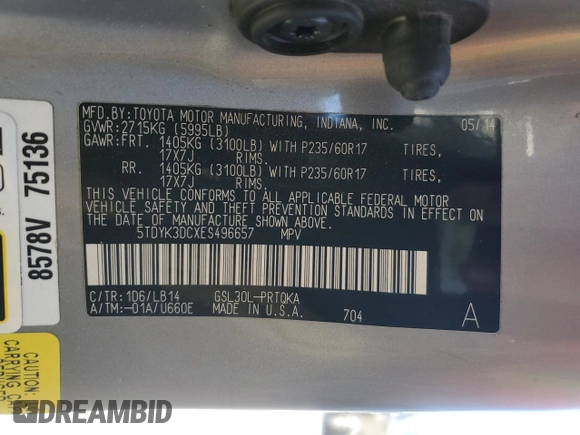 MFD.BY:TOYOTA MOTOR MANUFACTURING, INDIANA, INC. 05/14
GVWR:2715KG (5995LB)
GAWR:FRT. 1405KG (3100LB) WITH P235/60R17 TIRES,
17X7J RIMS.
RR. 1405KG (3100LB) WITH P235/60R17 TIRES,
17X7J RIMS.
THIS VEHICLE CONFORMS TO ALL APPLICABLE FEDERAL MOTOR
VEHICLE SAFETY AND THEFT PREVENTION STANDARDS IN EFFECT
ON THE DATE OF MANUFACTURE SHOWN ABOVE.
5TDYK3DCXES496657 MPV
C/TR:1D6/LB14 GSL30L-PRTQKA
A/TM:-01A/U660E MADE IN U.S.A. 704 A
8578V 75136
CAUTION:
CARRYING CA
DREAMBID